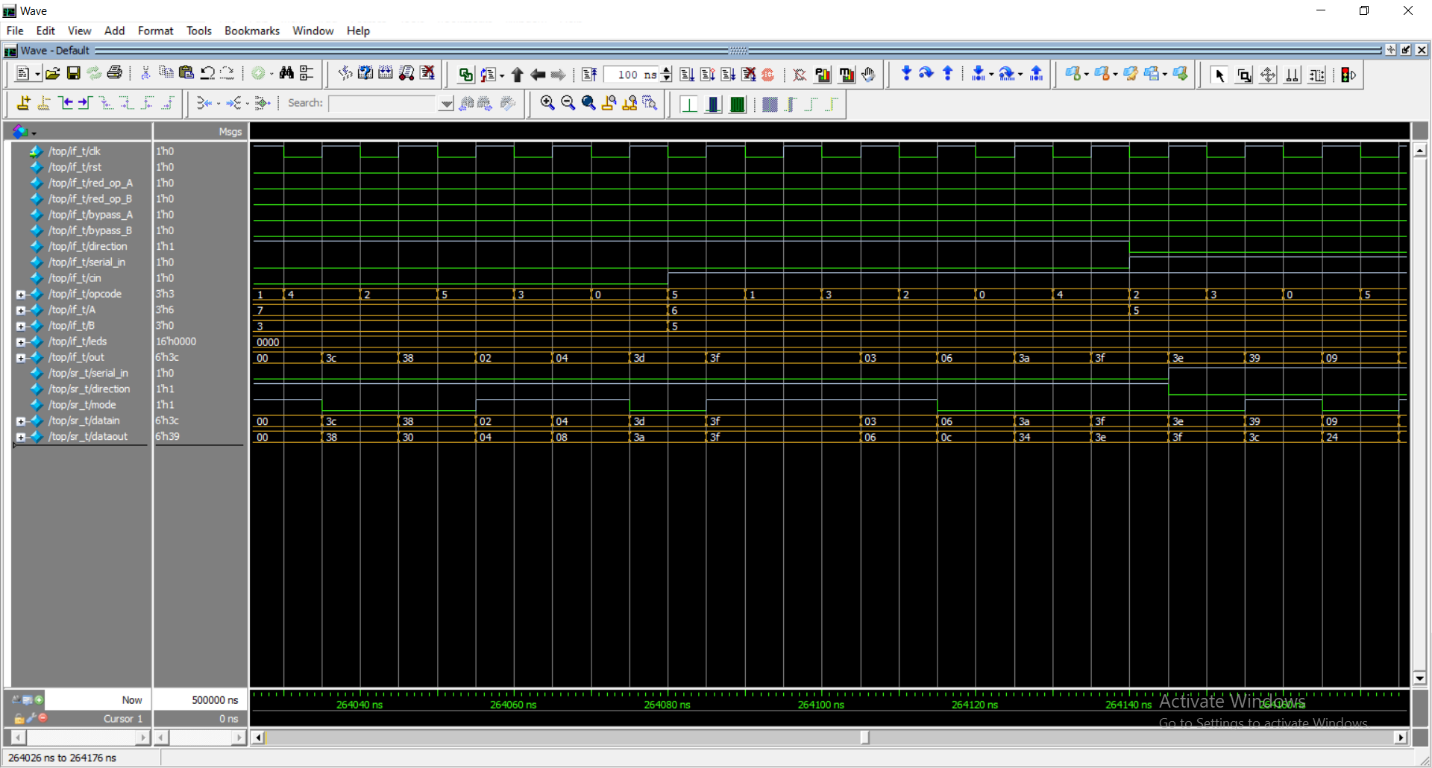 Wave
File Edit View Add Format Tools Bookmarks Window Help
Wave - Default
100 ns
Search:
Msgs
/top/if_t/clk 1'h0
/top/if_t/rst 1'h0
/top/if_t/red_op_A 1'h0
/top/if_t/red_op_B 1'h0
/top/if_t/bypass_A 1'h0
/top/if_t/bypass_B 1'h0
/top/if_t/direction 1'h1
/top/if_t/serial_in 1'h0
/top/if_t/cin 1'h0
/top/if_t/opcode 3'h3 1 4 2 5 3 0 5 1 3 2 0 4 2 3 0 5
/top/if_t/A 3'h6 7 6 5
/top/if_t/B 3'h0 3 5
/top/if_t/leds 16'h0000 0000
/top/if_t/out 6'h3c 00 3c 38 02 04 3d 3f 03 06 3a 3f 3e 39 09
/top/sr_t/serial_in 1'h0
/top/sr_t/direction 1'h1
/top/sr_t/mode 1'h1
/top/sr_t/datain 6'h3c 00 3c 38 02 04 3d 3f 03 06 3a 3f 3e 39 09
/top/sr_t/dataout 6'h39 00 38 30 04 08 3a 3f 06 0c 34 3e 3f 3c 24
Now 500000 ns
264040 ns 264060 ns 264080 ns 264100 ns 264120 ns 264140 ns
Activate Windows
Cursor 1 0 ns
Go to Settings to activate Windows.
264026 ns to 264176 ns